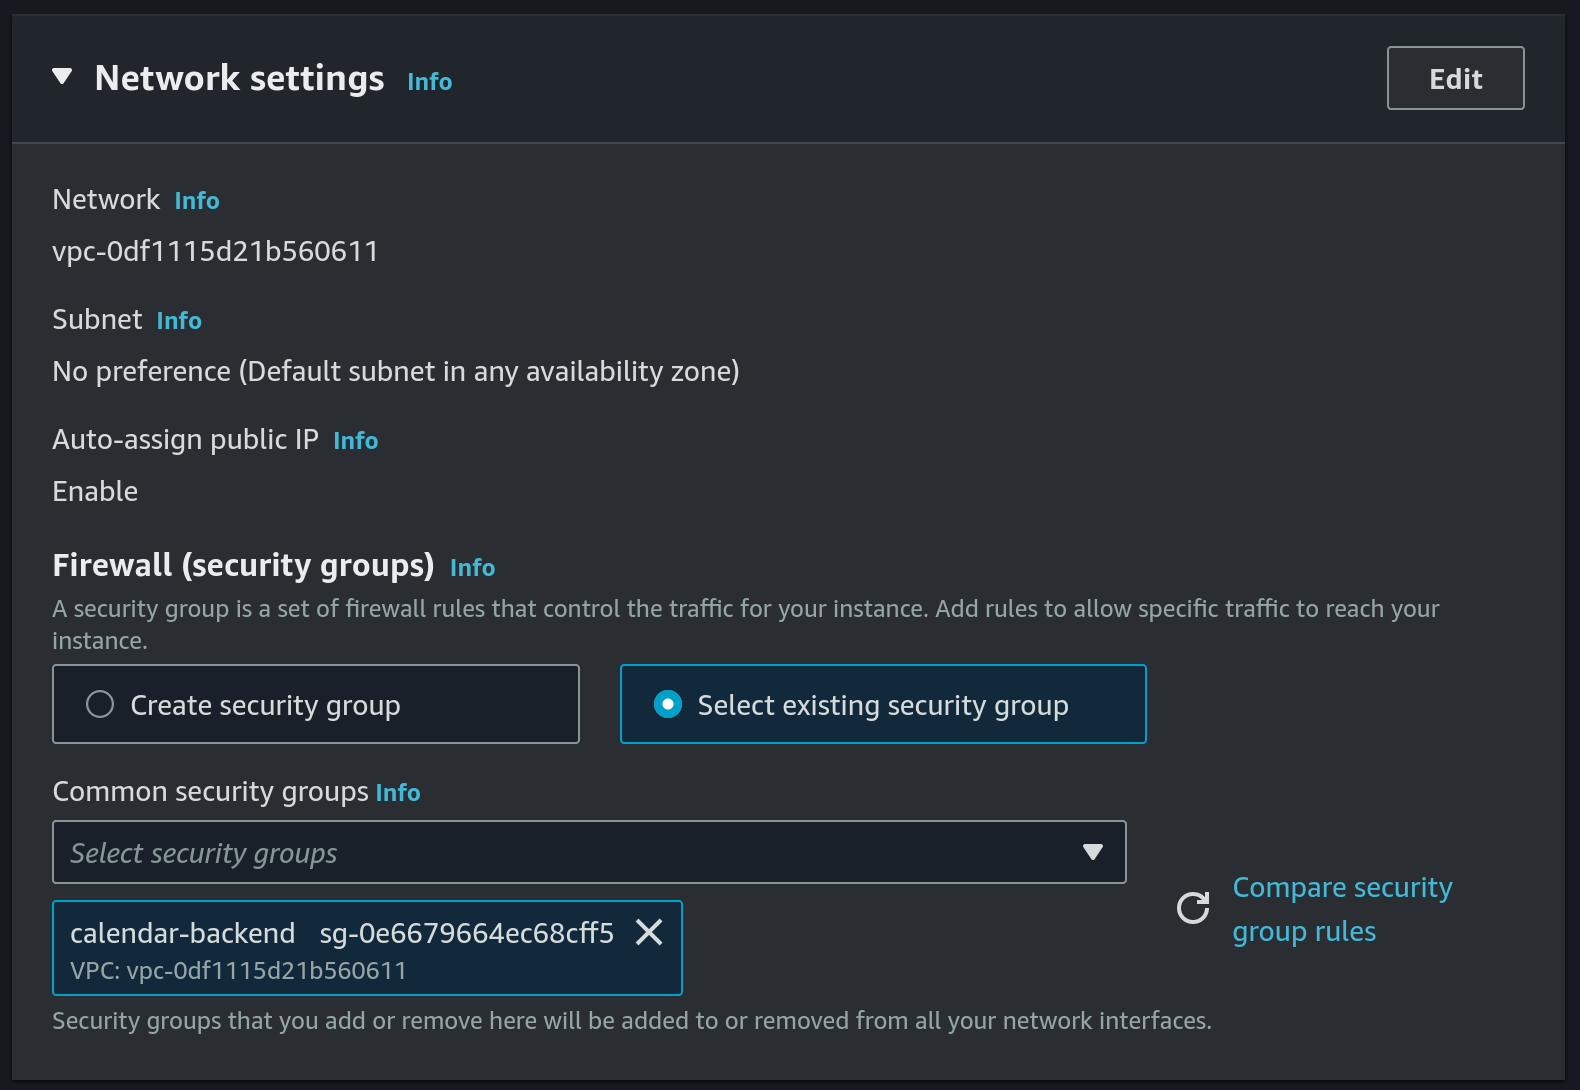 Network settings Info
Edit
Network Info
vpc-0df1115d21b560611
Subnet Info
No preference (Default subnet in any availability zone)
Auto-assign public IP Info
Enable
Firewall (security groups) Info
A security group is a set of firewall rules that control the traffic for your instance. Add rules to allow specific traffic to reach your
instance.
Create security group
Select existing security group
Common security groups Info
Select security groups
calendar-backend sg-0e6679664ec68cff5
VPC: vpc-0df1115d21b560611
Compare security
group rules
Security groups that you add or remove here will be added to or removed from all your network interfaces.